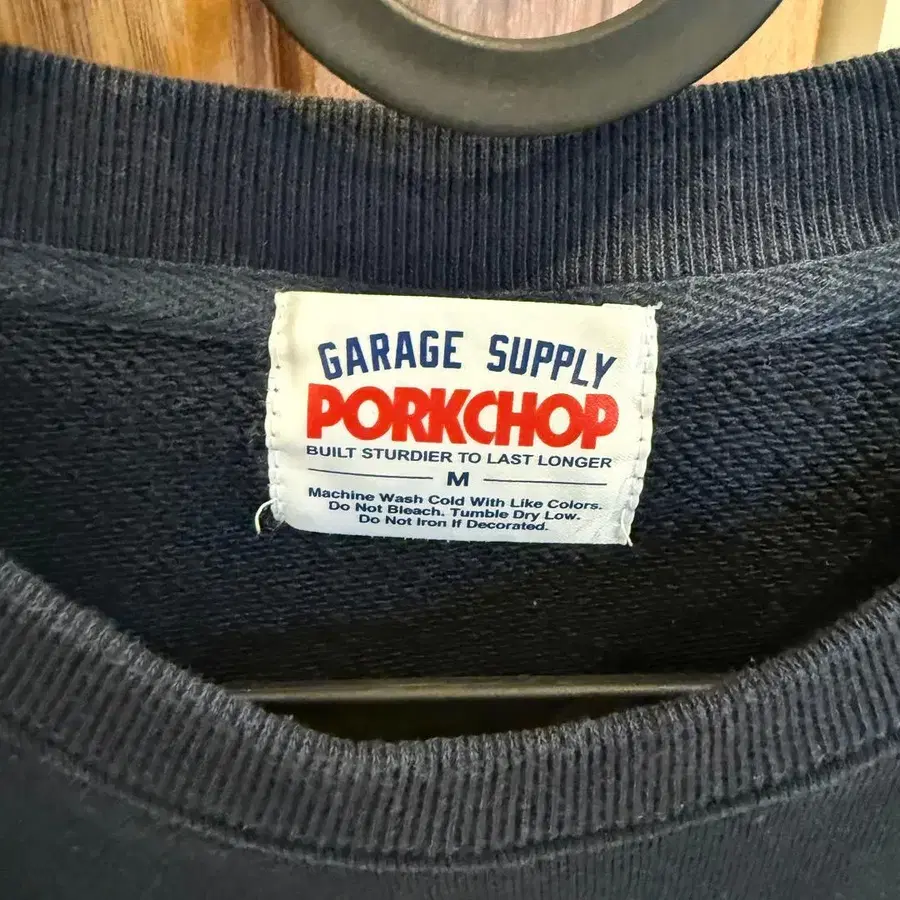 GARAGE SUPPLY
PORKCHOP
BUILT STURDIER TO LAST LONGER
M
Machine Wash Cold With Like Colors.
Do Not Bleach. Tumble Dry Low.
Do Not Iron If Decorated.